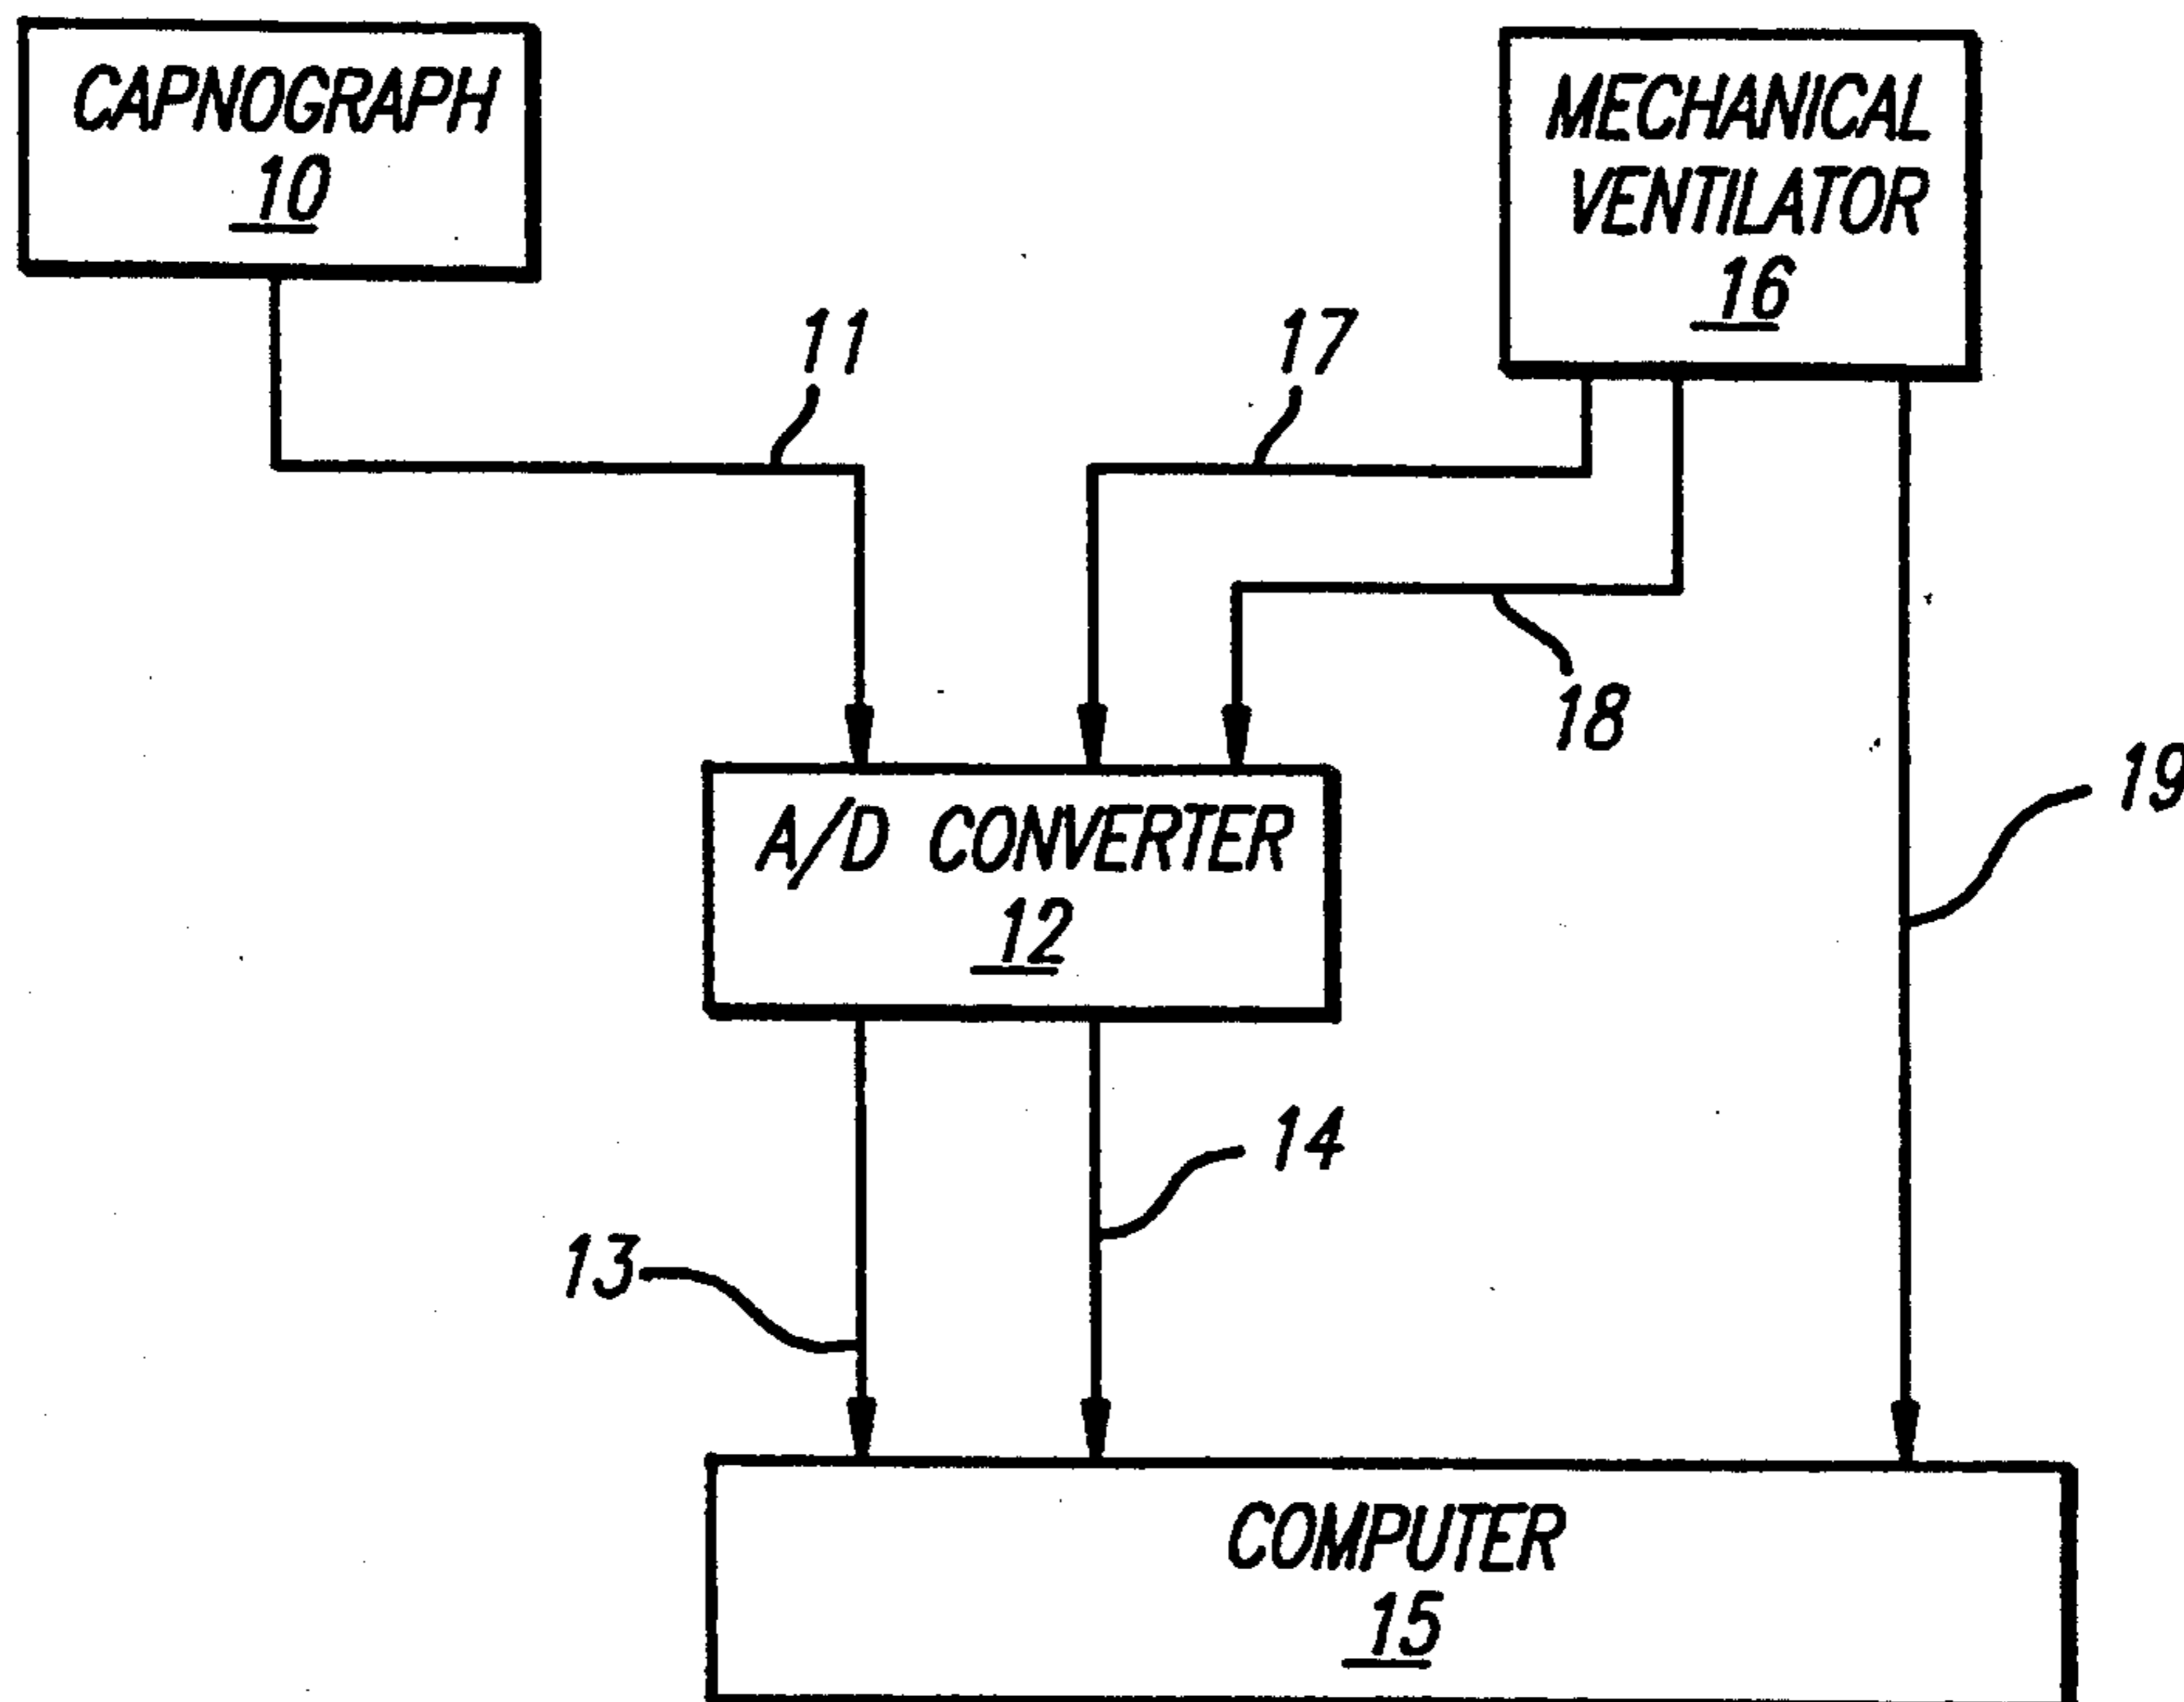 CAPNOGRAPH
10
MECHANICAL
VENTILATOR
16
11
17
18
19
A/D CONVERTER
12
14
13
COMPUTER
15